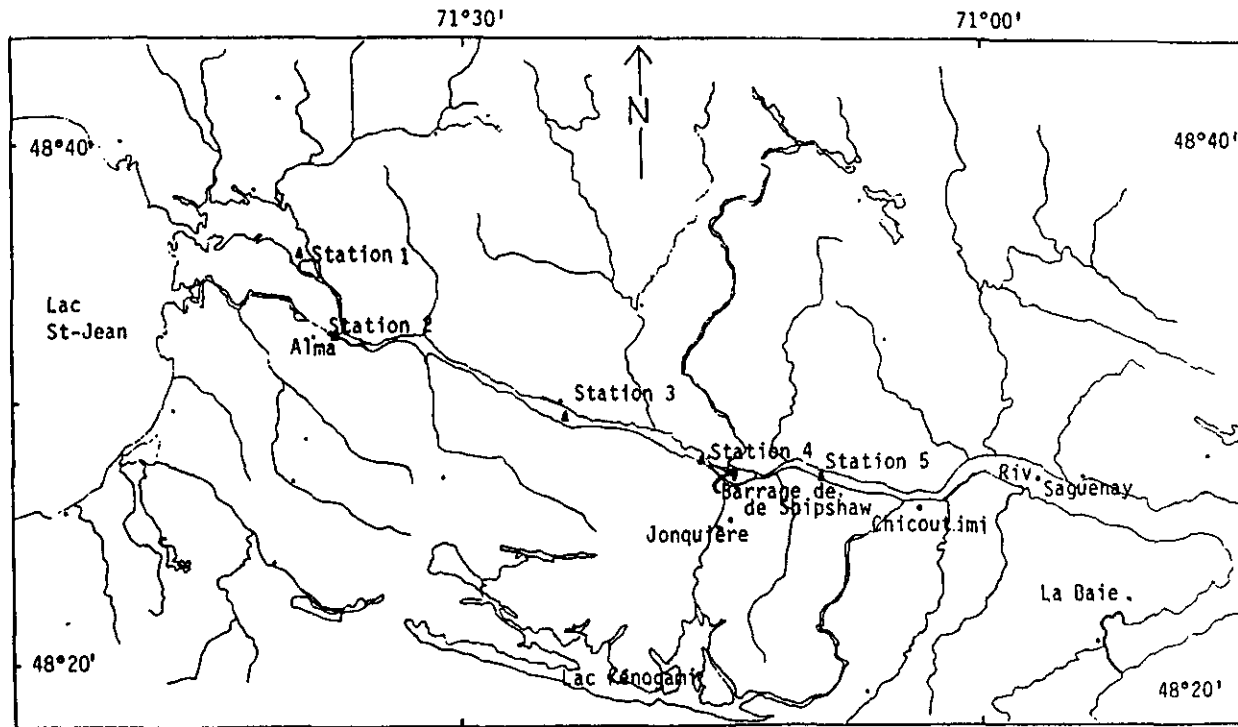 71°30'
71°00'
N
48°40'
48°40'
Station 1
Lac
St-Jean
Station 2
Alma
Station 3
Station 4
Station 5
Riv.
Saguenay
Barrage de
de Shipshaw
Chicoutimi
Jonquière
La Baie
Lac Kénogami
48°20'
48°20'